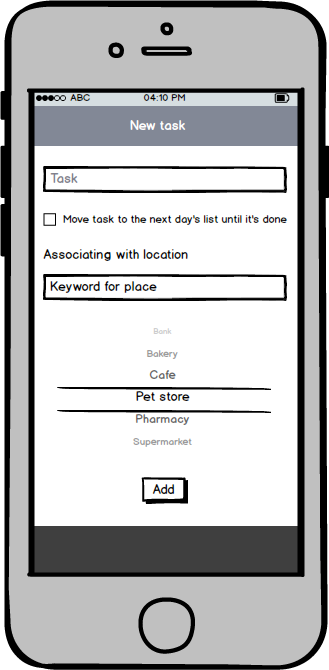 ABC 04:10 PM
New task
Task
Move task to the next day's list until it's done
Associating with location
Keyword for place
Bank
Bakery
Cafe
Pet store
Pharmacy
Supermarket
Add